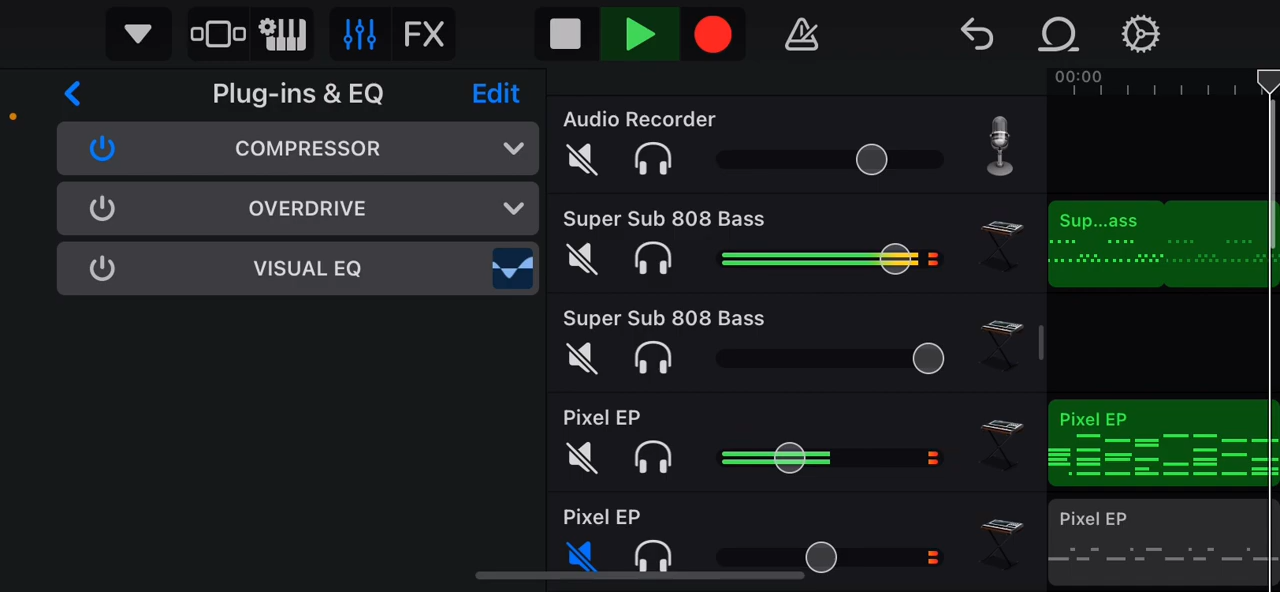 FX
Plug-ins & EQ
Edit
COMPRESSOR
OVERDRIVE
VISUAL EQ
Audio Recorder
Super Sub 808 Bass
Super Sub 808 Bass
Pixel EP
Pixel EP
00:00
Sup...ass
Pixel EP
Pixel EP